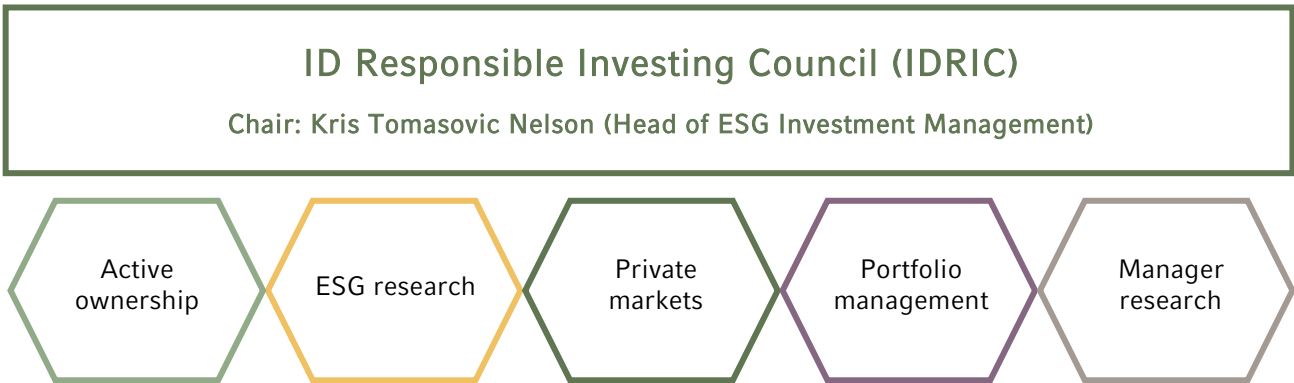 ID Responsible Investing Council (IDRIC)
Chair: Kris Tomasovic Nelson (Head of ESG Investment Management)
Active
ownership
ESG research
Private
markets
Portfolio
management
Manager
research